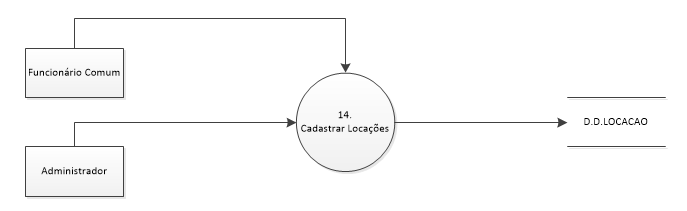 Funcionário Comum
14.
Cadastrar Locações
D.D.LOCACAO
Administrador